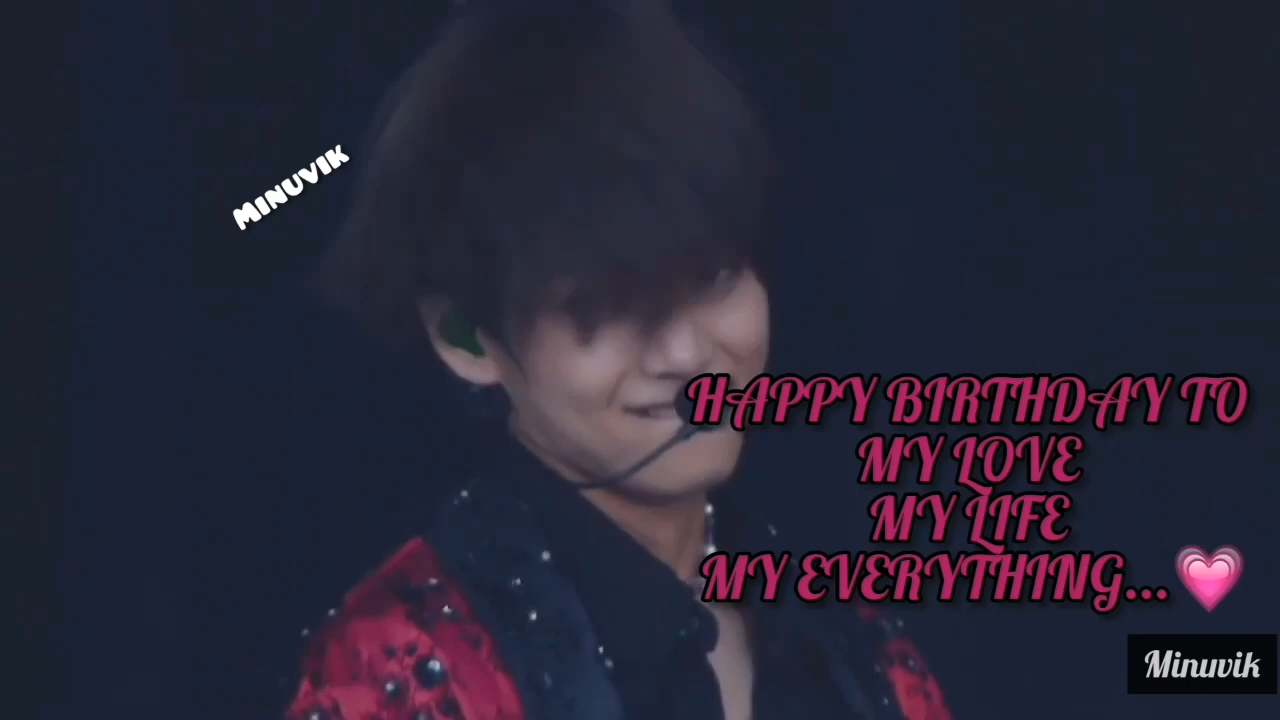 MINUVIK
HAPPY BIRTHDAY TO
MY LOVE
MY LIFE
MY EVERYTHING...💗
Minuvik